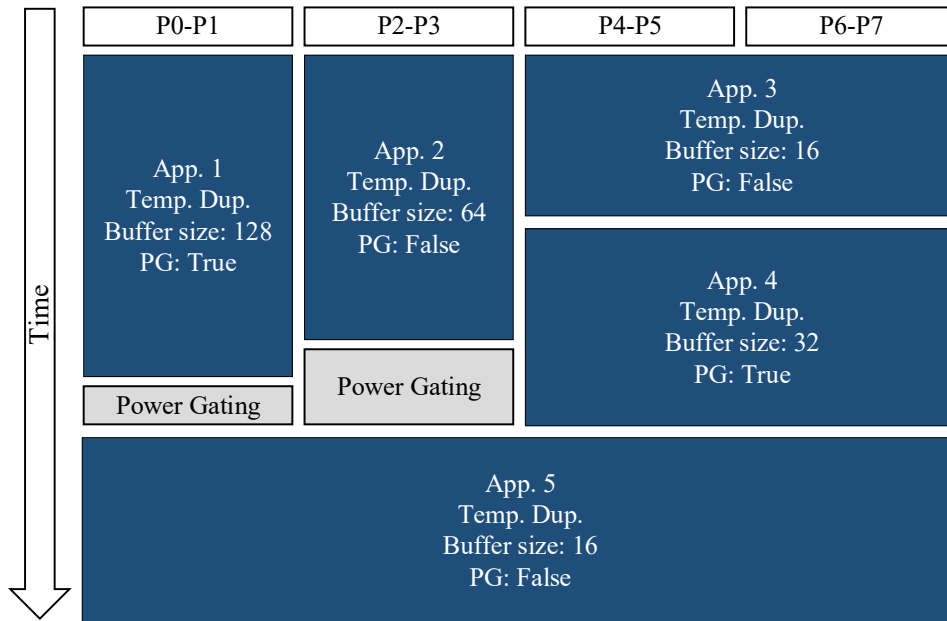 P0-P1
P2-P3
P4-P5
P6-P7
Time
App. 1
Temp. Dup.
Buffer size: 128
PG: True
App. 2
Temp. Dup.
Buffer size: 64
PG: False
App. 3
Temp. Dup.
Buffer size: 16
PG: False
App. 4
Temp. Dup.
Buffer size: 32
PG: True
Power Gating
Power Gating
App. 5
Temp. Dup.
Buffer size: 16
PG: False